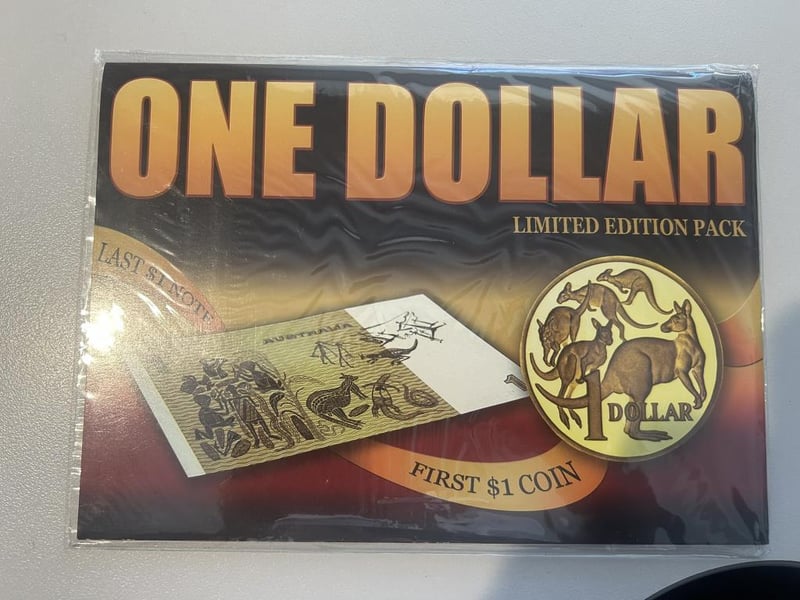 ONE DOLLAR
LIMITED EDITION PACK
LAST $1 NOTE
AUSTRALIA
1 DOLLAR
FIRST $1 COIN